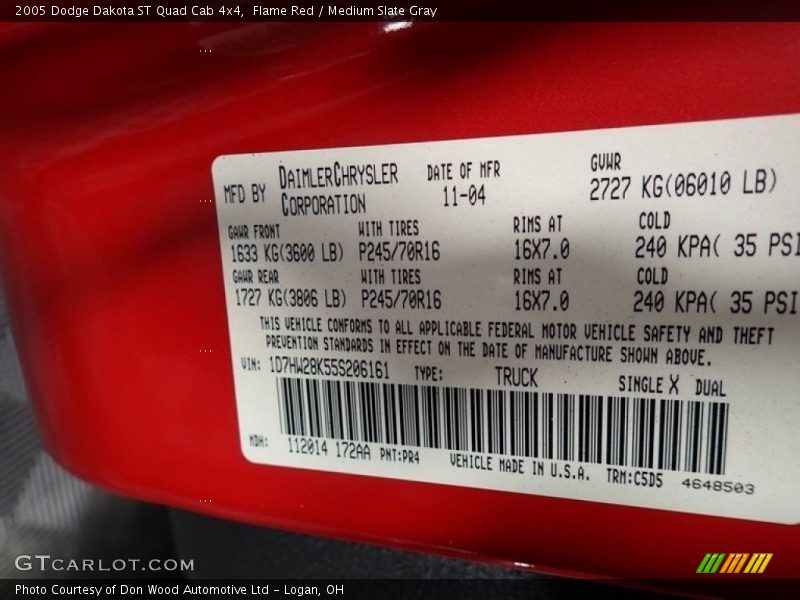 2005 Dodge Dakota ST Quad Cab 4x4,  Flame Red / Medium Slate Gray
MFD BY DAIMLERCHRYSLER CORPORATION DATE OF MFR 11-04 GVWR 2727 KG(06010 LB)
GAWR FRONT WITH TIRES RIMS AT COLD
1633 KG(3600 LB) P245/70R16 16X7.0 240 KPA( 35 PSI
GAWR REAR WITH TIRES RIMS AT COLD
1727 KG(3806 LB) P245/70R16 16X7.0 240 KPA( 35 PSI
THIS VEHICLE CONFORMS TO ALL APPLICABLE FEDERAL MOTOR VEHICLE SAFETY AND THEFT
PREVENTION STANDARDS IN EFFECT ON THE DATE OF MANUFACTURE SHOWN ABOVE.
VIN: 1D7HW28K55S206161 TYPE: TRUCK SINGLE X DUAL
MDH: 112014 172AA PNT:PR4 VEHICLE MADE IN U.S.A. TRM:C5D5 4648503
GTCARLOT.COM
Photo Courtesy of Don Wood Automotive Ltd - Logan, OH